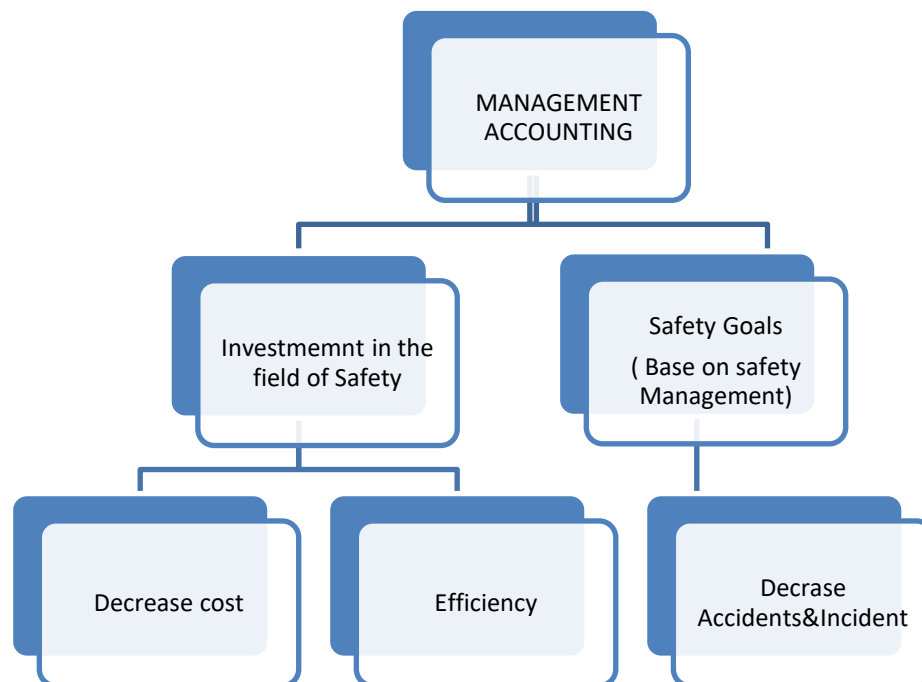 MANAGEMENT
ACCOUNTING
Investmemnt in the
field of Safety
Safety Goals
( Base on safety
Management)
Decrease cost
Efficiency
Decrase
Accidents&Incident